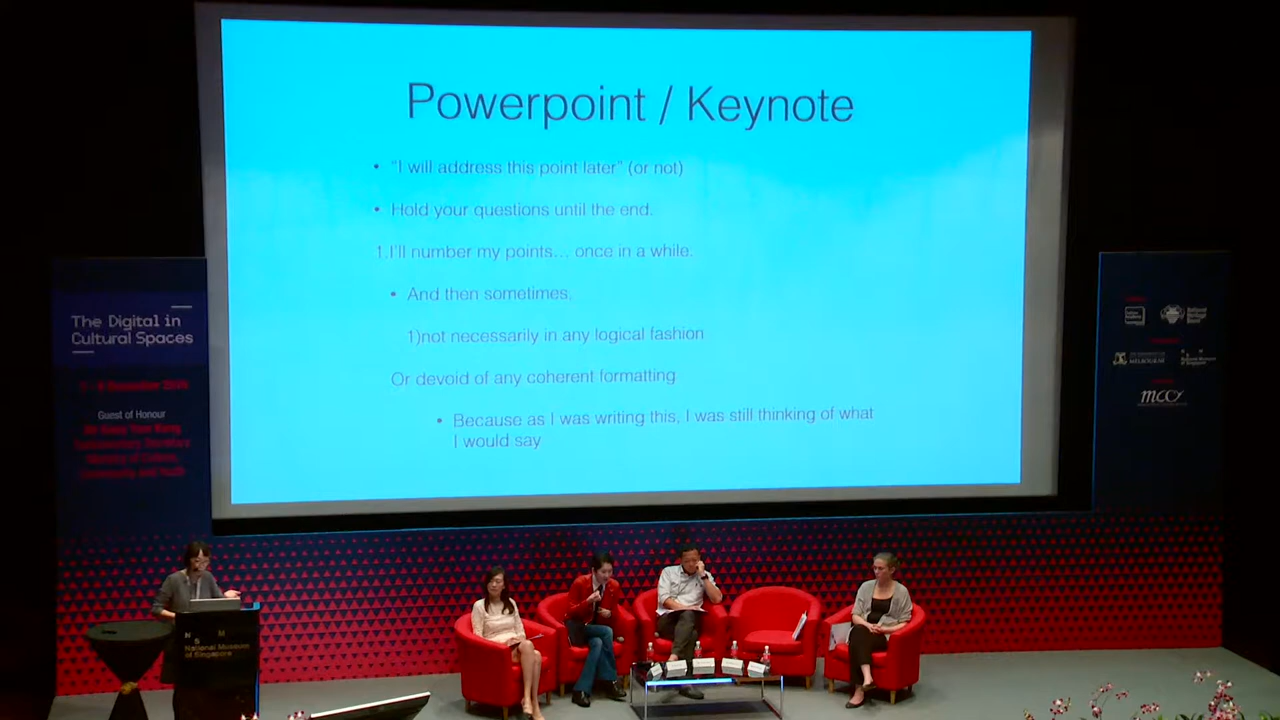 Powerpoint / Keynote
• "I will address this point later" (or not)
• Hold your questions until the end.
1.I'll number my points... once in a while.
• And then sometimes,
1)not necessarily in any logical fashion
Or devoid of any coherent formatting
• Because as I was writing this, I was still thinking of what
I would say
The Digital in
Cultural Spaces
Guest of Honour
mccy
National Museum
of Singapore